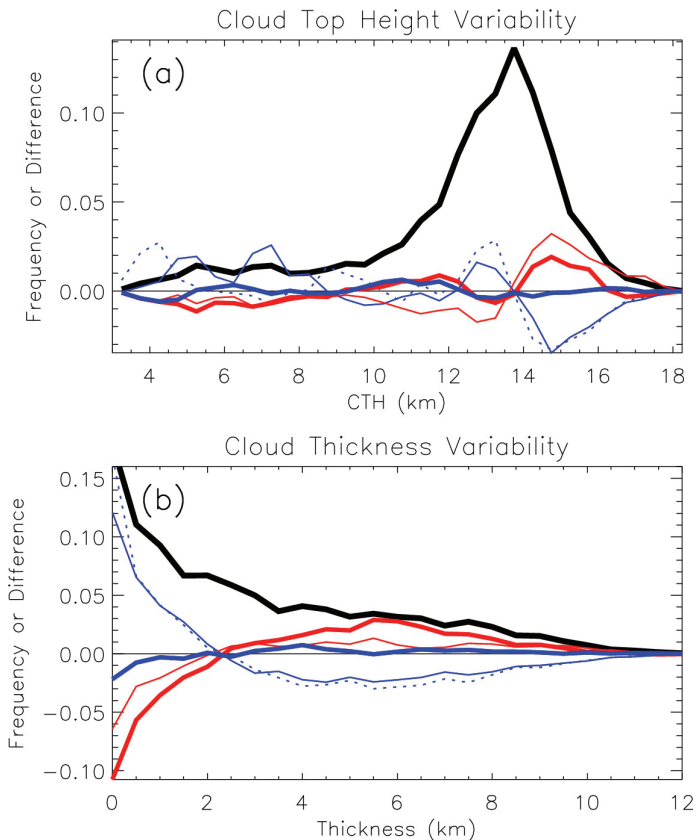 Cloud Top Height Variability
(a)
Frequency or Difference
0.10
0.05
0.00
4 6 8 10 12 14 16 18
CTH (km)
Cloud Thickness Variability
(b)
Frequency or Difference
0.15
0.10
0.05
0.00
−0.05
−0.10
0 2 4 6 8 10 12
Thickness (km)